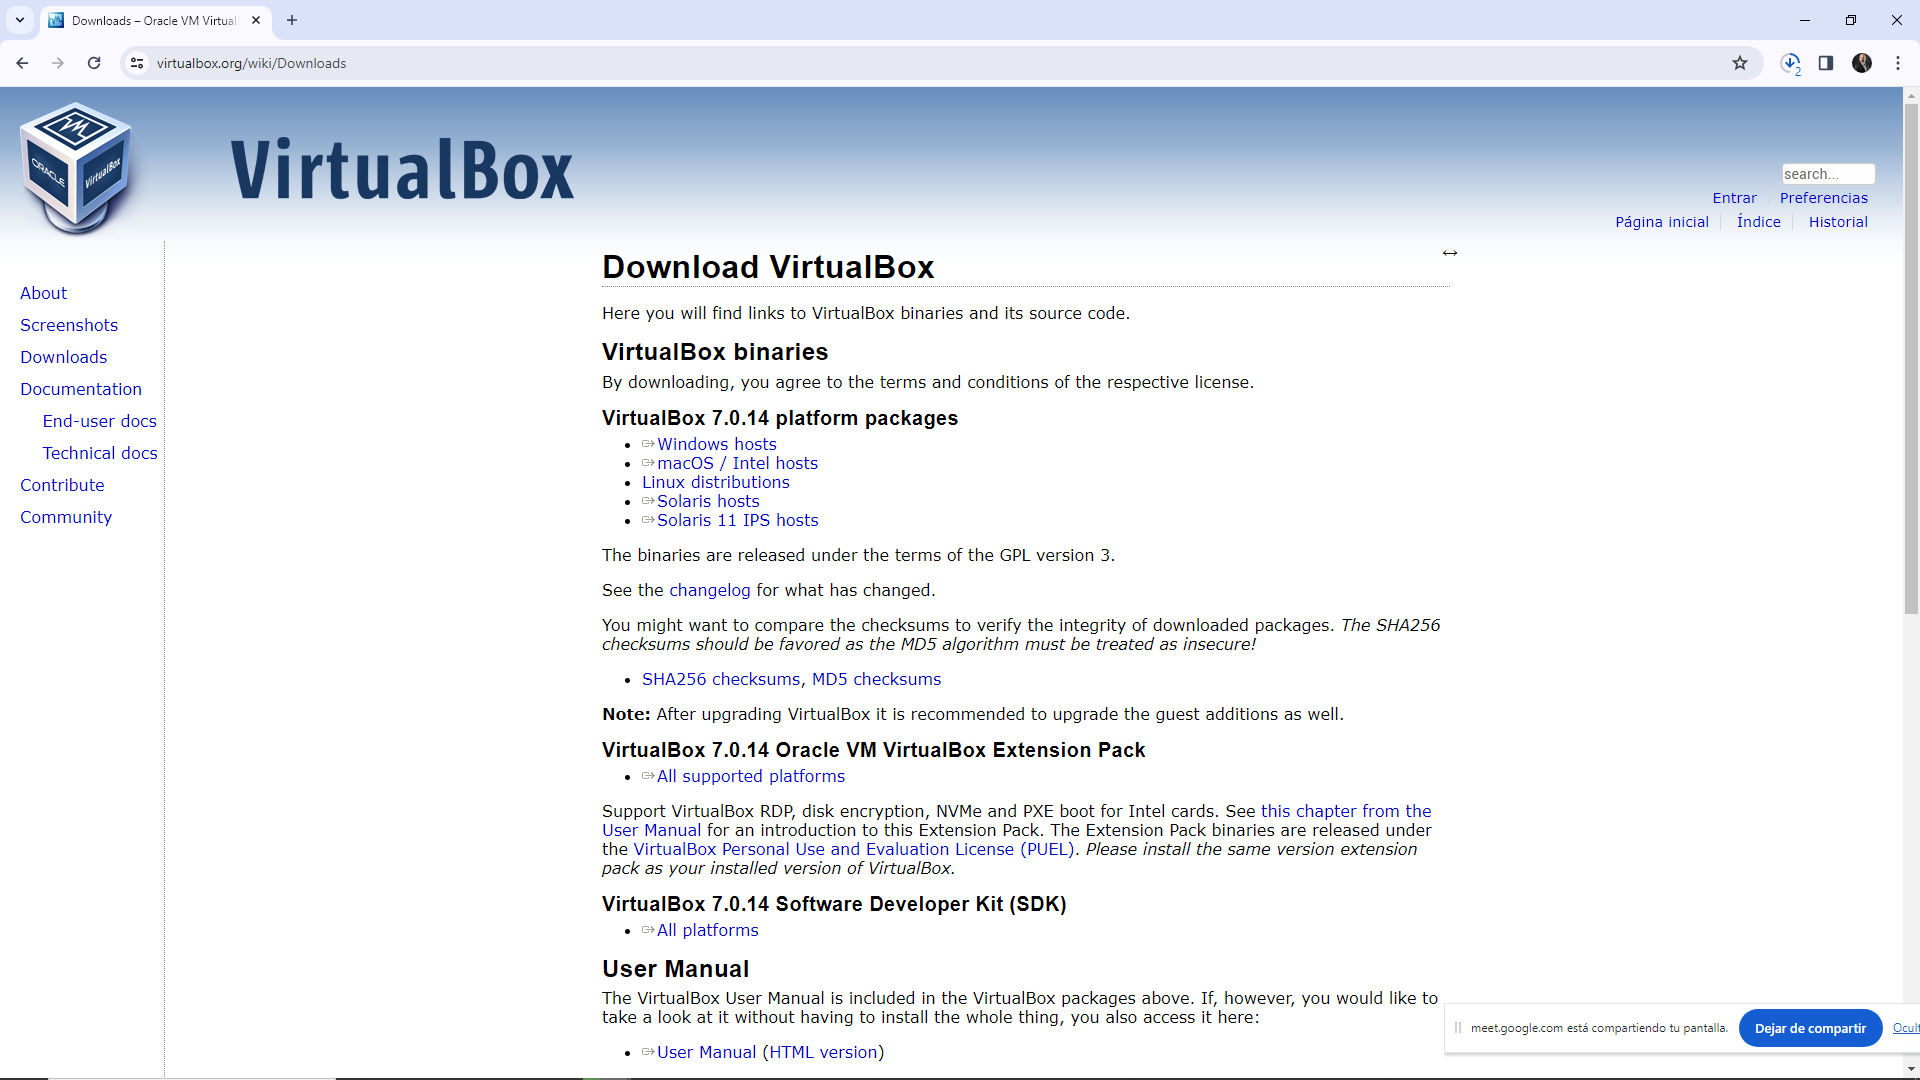 Downloads – Oracle VM Virtual
virtualbox.org/wiki/Downloads
2
ORACLE
VirtualBox
VirtualBox
search...
Entrar
Preferencias
Página inicial
Índice
Historial
About
Screenshots
Downloads
Documentation
End-user docs
Technical docs
Contribute
Community
Download VirtualBox
Here you will find links to VirtualBox binaries and its source code.
VirtualBox binaries
By downloading, you agree to the terms and conditions of the respective license.
VirtualBox 7.0.14 platform packages
Windows hosts
macOS / Intel hosts
Linux distributions
Solaris hosts
Solaris 11 IPS hosts
The binaries are released under the terms of the GPL version 3.
See the changelog for what has changed.
You might want to compare the checksums to verify the integrity of downloaded packages. The SHA256
checksums should be favored as the MD5 algorithm must be treated as insecure!
SHA256 checksums, MD5 checksums
Note: After upgrading VirtualBox it is recommended to upgrade the guest additions as well.
VirtualBox 7.0.14 Oracle VM VirtualBox Extension Pack
All supported platforms
Support VirtualBox RDP, disk encryption, NVMe and PXE boot for Intel cards. See this chapter from the
User Manual for an introduction to this Extension Pack. The Extension Pack binaries are released under
the VirtualBox Personal Use and Evaluation License (PUEL). Please install the same version extension
pack as your installed version of VirtualBox.
VirtualBox 7.0.14 Software Developer Kit (SDK)
All platforms
User Manual
The VirtualBox User Manual is included in the VirtualBox packages above. If, however, you would like to
take a look at it without having to install the whole thing, you also access it here:
User Manual (HTML version)
meet.google.com está compartiendo tu pantalla.
Dejar de compartir
Ocult